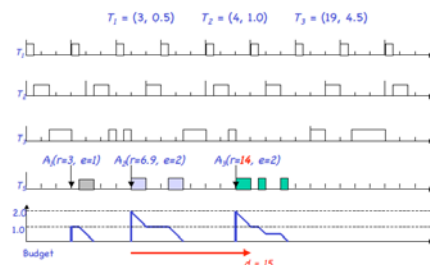 T1 = (3, 0.5) T2 = (4, 1.0) T3 = (19, 4.5)
T1
T2
T3
A1(r=3, e=1) A2(r=6.9, e=2) A3(r=14, e=2)
2.0
1.0
Budget
d = 15